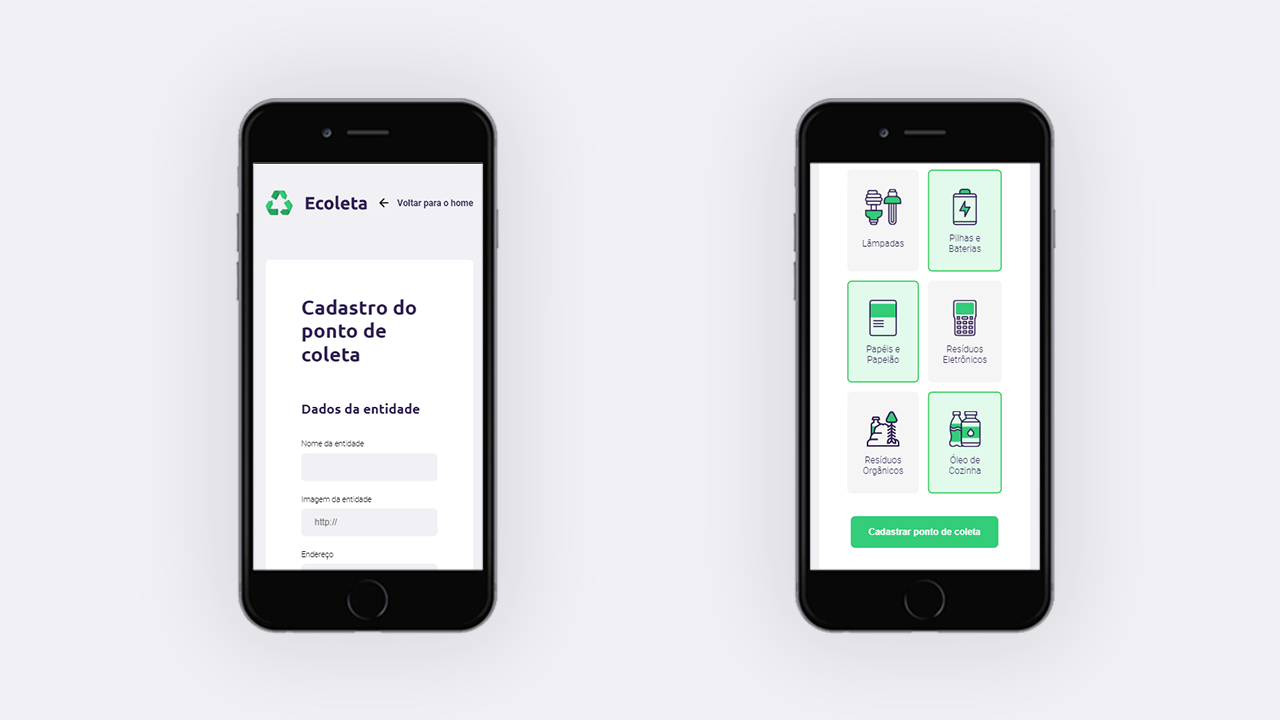 Ecoleta
Voltar para o home
Cadastro do
ponto de
coleta
Dados da entidade
Nome da entidade
Imagem da entidade
http://
Endereço
Lâmpadas
Pilhas e
Baterias
Papéis e
Papelão
Resíduos
Eletrônicos
Resíduos
Orgânicos
Óleo de
Cozinha
Cadastrar ponto de coleta